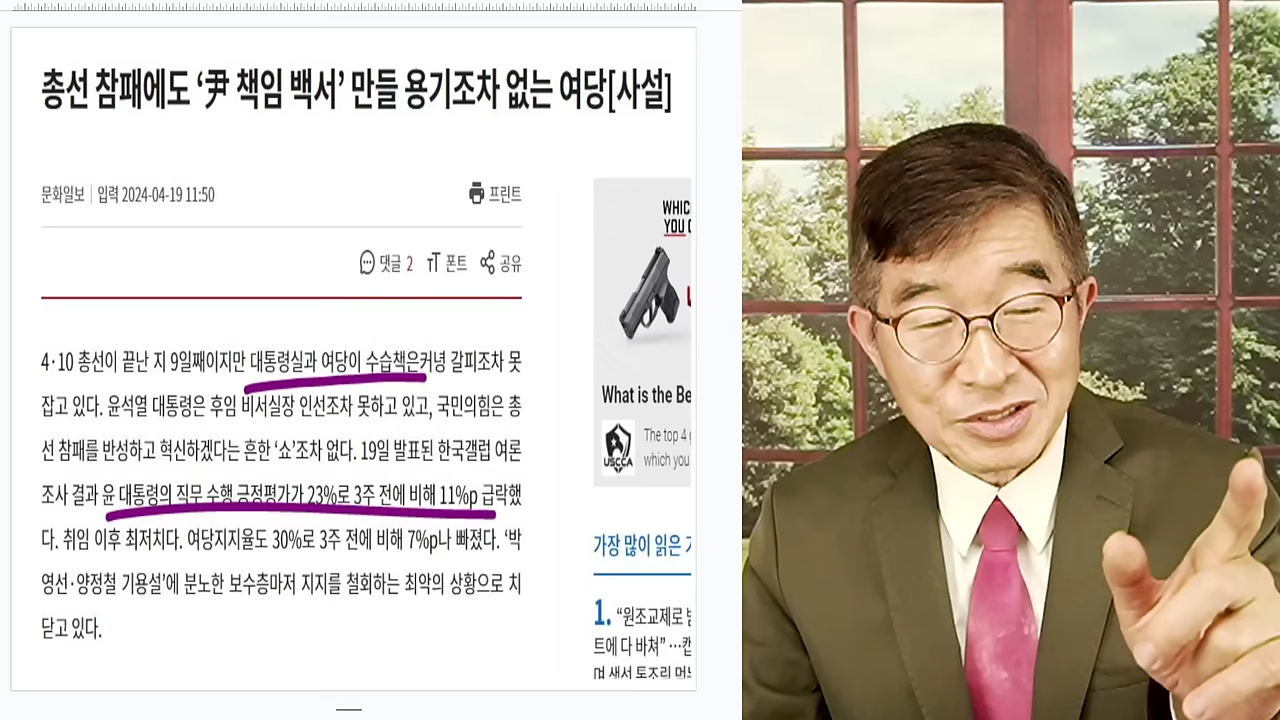 총선 참패에도 ‘尹 책임 백서’ 만들 용기조차 없는 여당[사설]
문화일보 | 입력 2024-04-19 11:50
프린트
댓글 2 폰트 공유
4·10 총선이 끝난 지 9일째이지만 대통령실과 여당이 수습책은커녕 갈피조차 못
잡고 있다. 윤석열 대통령은 후임 비서실장 인선조차 못하고 있고, 국민의힘은 총
선 참패를 반성하고 혁신하겠다는 흔한 ‘쇼’조차 없다. 19일 발표된 한국갤럽 여론
조사 결과 윤 대통령의 직무 수행 긍정평가가 23%로 3주 전에 비해 11%p 급락했
다. 취임 이후 최저치다. 여당지지율도 30%로 3주 전에 비해 7%p나 빠졌다. ‘박
영선·양정철 기용설’에 분노한 보수층마저 지지를 철회하는 최악의 상황으로 치
닫고 있다.
WHIC
YOU
What is the Be
USCCA
The top 4
which you
가장 많이 읽은
1. “원조교제로
트에 다 바쳐” …